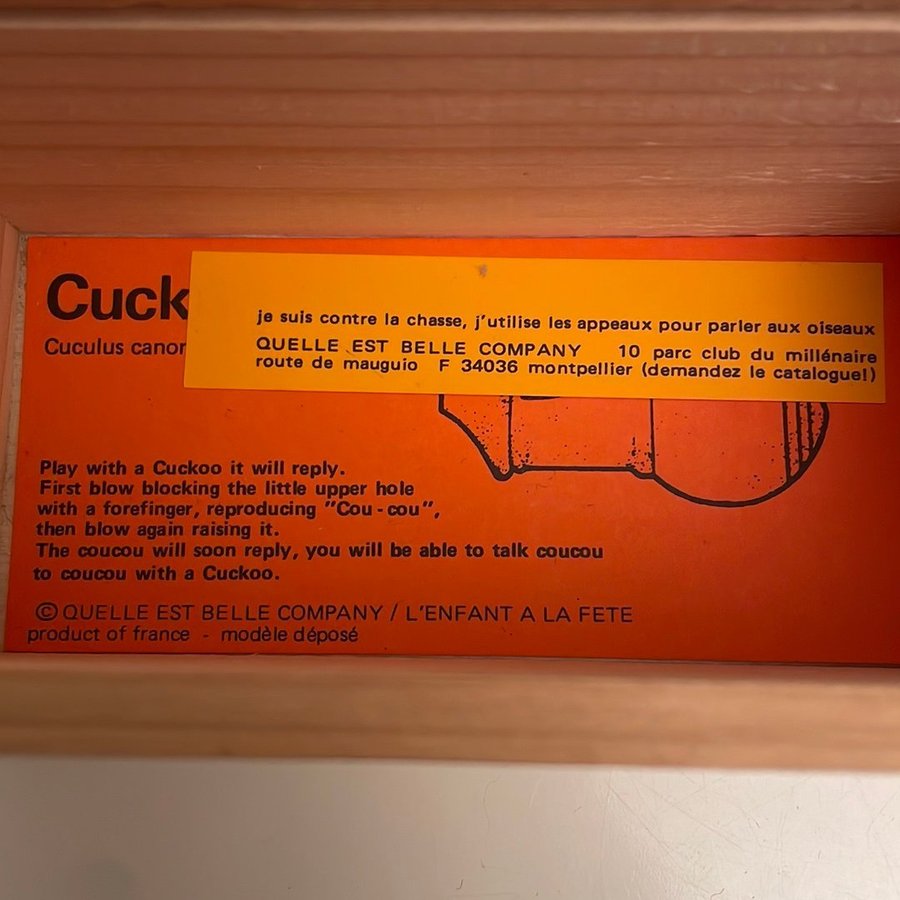 Cuck
Cuculus canor
je suis contre la chasse, j'utilise les appeaux pour parler aux oiseaux
QUELLE EST BELLE COMPANY 10 parc club du millénaire
route de mauguio F 34036 montpellier (demandez le catalogue!)
Play with a Cuckoo it will reply.
First blow blocking the little upper hole
with a forefinger, reproducing "Cou-cou",
then blow again raising it.
The coucou will soon reply, you will be able to talk coucou
to coucou with a Cuckoo.
© QUELLE EST BELLE COMPANY / L'ENFANT A LA FETE
product of france - modèle déposé